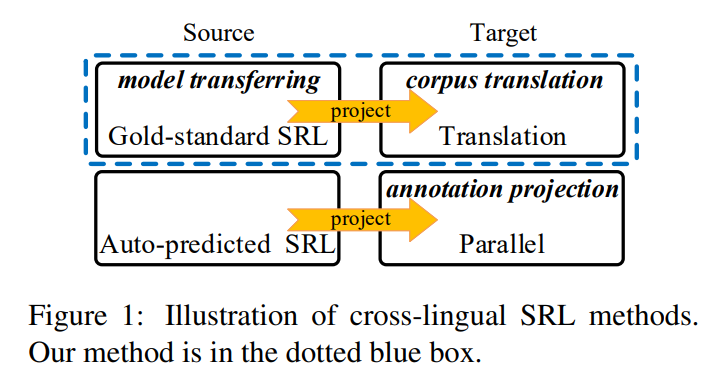 Source Target
model transferring corpus translation
project
Gold-standard SRL Translation
annotation projection
project
Auto-predicted SRL Parallel
Figure 1: Illustration of cross-lingual SRL methods.
Our method is in the dotted blue box.